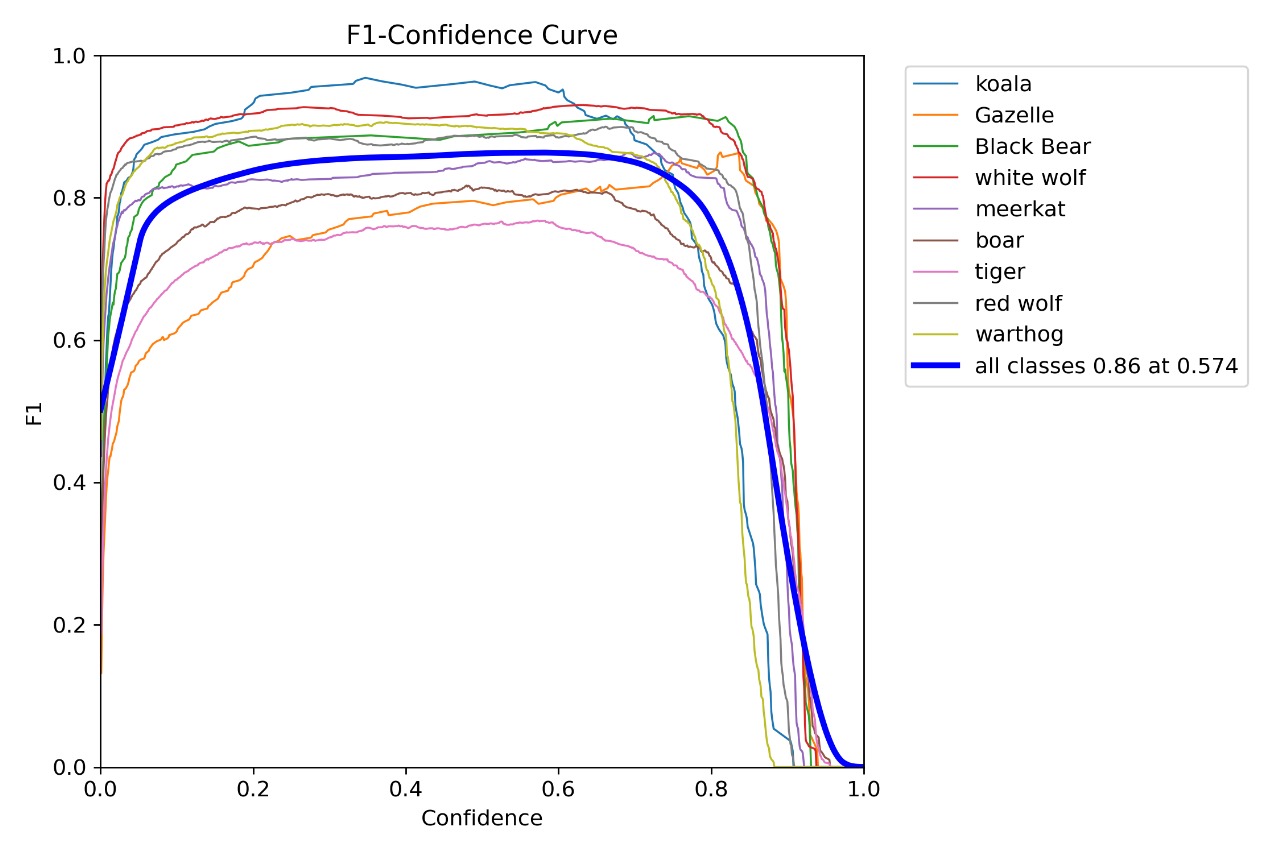 F1-Confidence Curve
1.0
0.8
0.6
0.4
0.2
0.0
F1
0.0 0.2 0.4 0.6 0.8 1.0
Confidence
koala
Gazelle
Black Bear
white wolf
meerkat
boar
tiger
red wolf
warthog
all classes 0.86 at 0.574